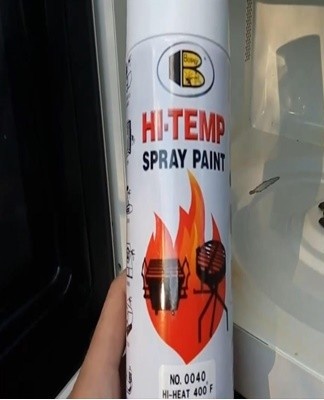 HI-TEMP
SPRAY PAINT
NO. 0040
HI-HEAT 400°F